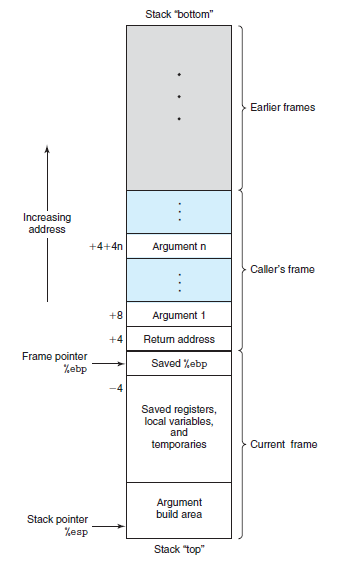 Stack "bottom"
Earlier frames
Increasing
address
+4+4n
Argument n
Caller's frame
+8
Argument 1
+4
Return address
Frame pointer
%ebp
Saved %ebp
−4
Saved registers,
local variables,
and
temporaries
Current frame
Argument
build area
Stack pointer
%esp
Stack "top"